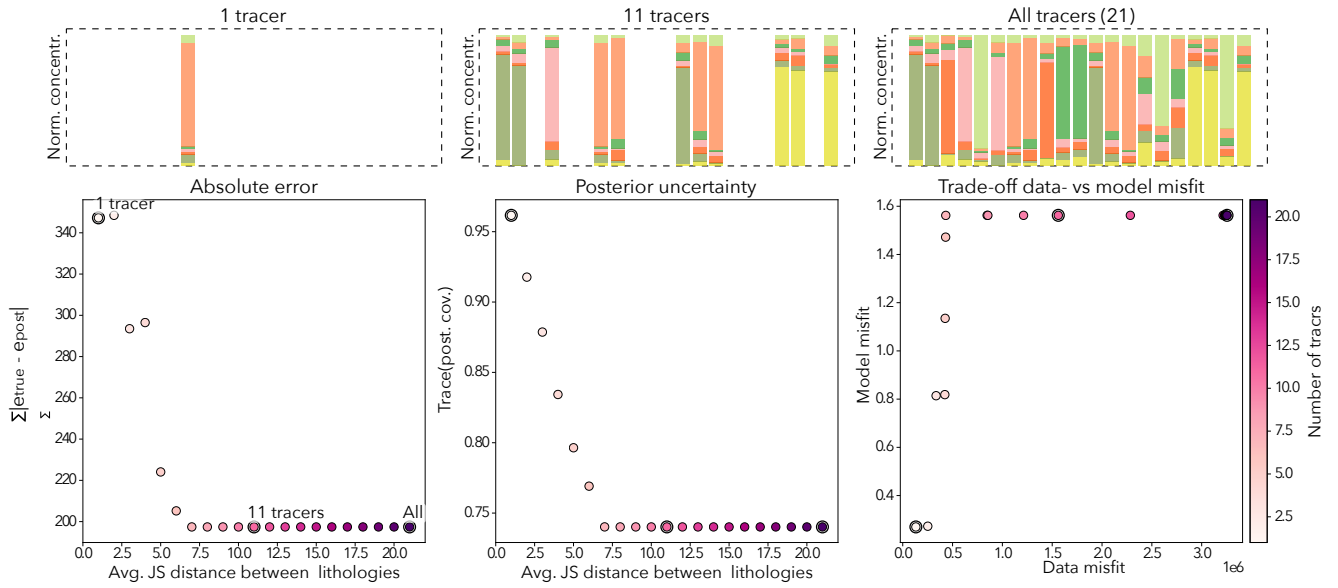 1 tracer
11 tracers
All tracers (21)
Norm. concentr.
Norm. concentr.
Norm. concentr.
Absolute error
Posterior uncertainty
Trade-off data- vs model misfit
1 tracer
11 tracers
All
340
320
300
280
260
240
220
200
Σ|etrue - epost|
Σ
0.0 2.5 5.0 7.5 10.0 12.5 15.0 17.5 20.0
Avg. JS distance between lithologies
0.95
0.90
0.85
0.80
0.75
Trace(post. cov.)
0.0 2.5 5.0 7.5 10.0 12.5 15.0 17.5 20.0
Avg. JS distance between lithologies
1.6
1.4
1.2
1.0
0.8
0.6
0.4
Model misfit
0.0 0.5 1.0 1.5 2.0 2.5 3.0
1e6
Data misfit
20.0
17.5
15.0
12.5
10.0
7.5
5.0
2.5
Number of tracrs